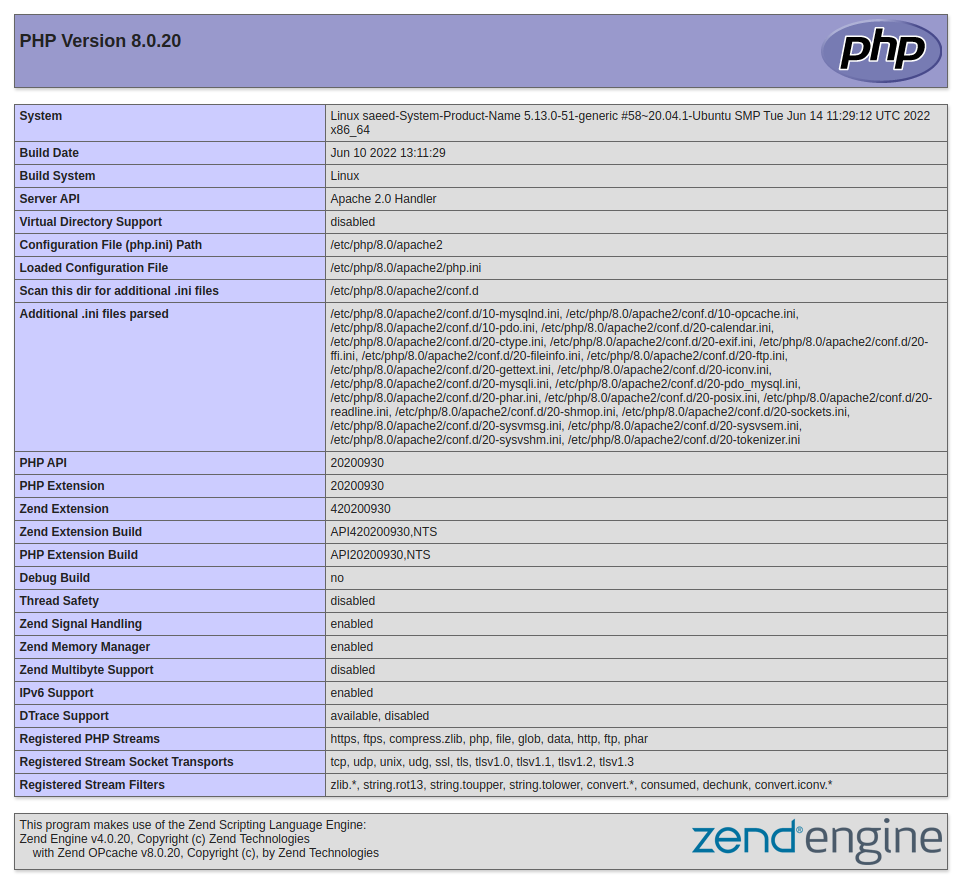 PHP Version 8.0.20
php
System
Linux saeed-System-Product-Name 5.13.0-51-generic #58~20.04.1-Ubuntu SMP Tue Jun 14 11:29:12 UTC 2022
x86_64
Build Date
Jun 10 2022 13:11:29
Build System
Linux
Server API
Apache 2.0 Handler
Virtual Directory Support
disabled
Configuration File (php.ini) Path
/etc/php/8.0/apache2
Loaded Configuration File
/etc/php/8.0/apache2/php.ini
Scan this dir for additional .ini files
/etc/php/8.0/apache2/conf.d
Additional .ini files parsed
/etc/php/8.0/apache2/conf.d/10-mysqlnd.ini, /etc/php/8.0/apache2/conf.d/10-opcache.ini,
/etc/php/8.0/apache2/conf.d/10-pdo.ini, /etc/php/8.0/apache2/conf.d/20-calendar.ini,
/etc/php/8.0/apache2/conf.d/20-ctype.ini, /etc/php/8.0/apache2/conf.d/20-exif.ini, /etc/php/8.0/apache2/conf.d/20-
ffi.ini, /etc/php/8.0/apache2/conf.d/20-fileinfo.ini, /etc/php/8.0/apache2/conf.d/20-ftp.ini,
/etc/php/8.0/apache2/conf.d/20-gettext.ini, /etc/php/8.0/apache2/conf.d/20-iconv.ini,
/etc/php/8.0/apache2/conf.d/20-mysqli.ini, /etc/php/8.0/apache2/conf.d/20-pdo_mysql.ini,
/etc/php/8.0/apache2/conf.d/20-phar.ini, /etc/php/8.0/apache2/conf.d/20-posix.ini, /etc/php/8.0/apache2/conf.d/20-
readline.ini, /etc/php/8.0/apache2/conf.d/20-shmop.ini, /etc/php/8.0/apache2/conf.d/20-sockets.ini,
/etc/php/8.0/apache2/conf.d/20-sysvmsg.ini, /etc/php/8.0/apache2/conf.d/20-sysvsem.ini,
/etc/php/8.0/apache2/conf.d/20-sysvshm.ini, /etc/php/8.0/apache2/conf.d/20-tokenizer.ini
PHP API
20200930
PHP Extension
20200930
Zend Extension
420200930
Zend Extension Build
API420200930,NTS
PHP Extension Build
API20200930,NTS
Debug Build
no
Thread Safety
disabled
Zend Signal Handling
enabled
Zend Memory Manager
enabled
Zend Multibyte Support
disabled
IPv6 Support
enabled
DTrace Support
available, disabled
Registered PHP Streams
https, ftps, compress.zlib, php, file, glob, data, http, ftp, phar
Registered Stream Socket Transports
tcp, udp, unix, udg, ssl, tls, tlsv1.0, tlsv1.1, tlsv1.2, tlsv1.3
Registered Stream Filters
zlib.*, string.rot13, string.toupper, string.tolower, convert.*, consumed, dechunk, convert.iconv.*
This program makes use of the Zend Scripting Language Engine:
Zend Engine v4.0.20, Copyright (c) Zend Technologies
with Zend OPcache v8.0.20, Copyright (c), by Zend Technologies
zend®engine